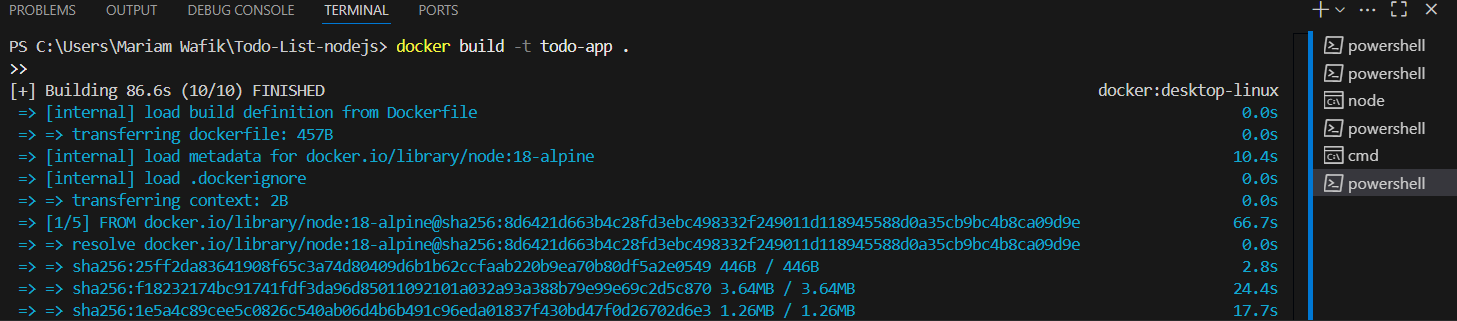 PROBLEMS OUTPUT DEBUG CONSOLE TERMINAL PORTS
PS C:\Users\Mariam Wafik\Todo-List-nodejs> docker build -t todo-app .
>>
[+] Building 86.6s (10/10) FINISHED docker:desktop-linux
=> [internal] load build definition from Dockerfile 0.0s
=> => transferring dockerfile: 457B 0.0s
=> [internal] load metadata for docker.io/library/node:18-alpine 10.4s
=> [internal] load .dockerignore 0.0s
=> => transferring context: 2B 0.0s
=> [1/5] FROM docker.io/library/node:18-alpine@sha256:8d6421d663b4c28fd3ebc498332f249011d118945588d0a35cb9bc4b8ca09d9e 66.7s
=> => resolve docker.io/library/node:18-alpine@sha256:8d6421d663b4c28fd3ebc498332f249011d118945588d0a35cb9bc4b8ca09d9e 0.0s
=> => sha256:25ff2da83641908f65c3a74d80409d6b1b62ccfaab220b9ea70b80df5a2e0549 446B / 446B 2.8s
=> => sha256:f18232174bc91741fdf3da96d85011092101a032a93a388b79e99e69c2d5c870 3.64MB / 3.64MB 24.4s
=> => sha256:1e5a4c89cee5c0826c540ab06d4b6b491c96eda01837f430bd47f0d26702d6e3 1.26MB / 1.26MB 17.7s
powershell
powershell
node
powershell
cmd
powershell